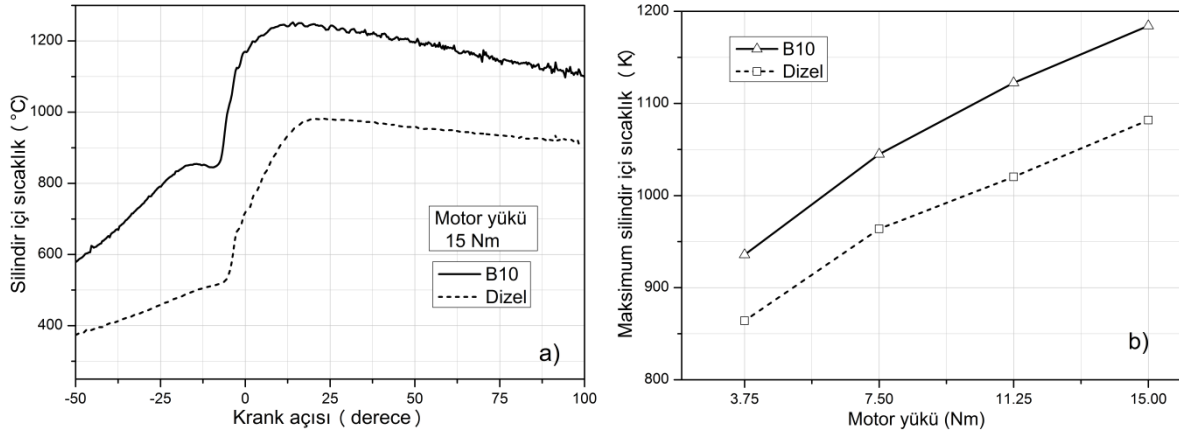 Silindir içi sıcaklık ( °C)
1200
1000
800
600
400
-50
-25
0
25
50
75
100
Krank açısı ( derece)
Motor yükü
15 Nm
B10
Dizel
a)
Maksimum silindir içi sıcaklık ( K)
1200
1100
1000
900
800
3.75
7.50
11.25
15.00
Motor yükü (Nm)
B10
Dizel
b)